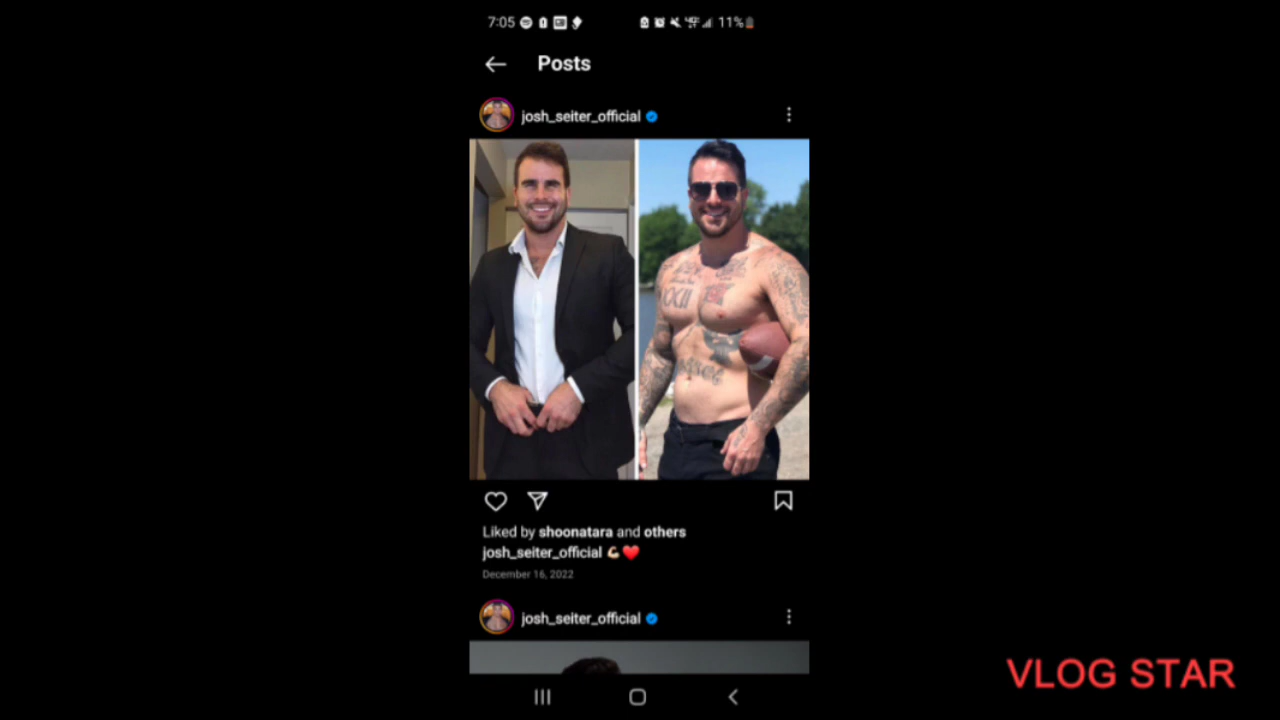 7:05 11%
Posts
josh_seiter_official
Liked by shoonatara and others
josh_seiter_official 💪🏻❤️
December 16, 2022
josh_seiter_official
VLOG STAR